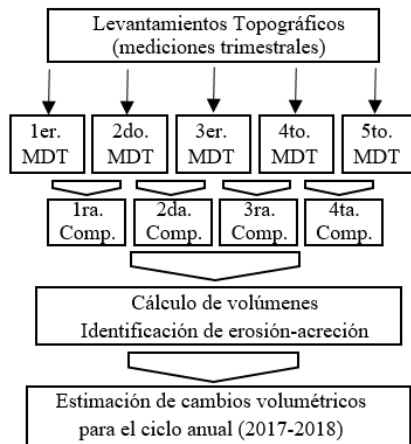 Levantamientos Topográficos
(mediciones trimestrales)
1er. MDT
2do. MDT
3er. MDT
4to. MDT
5to. MDT
1ra. Comp.
2da. Comp.
3ra. Comp.
4ta. Comp.
Cálculo de volúmenes
Identificación de erosión-acreción
Estimación de cambios volumétricos
para el ciclo anual (2017-2018)